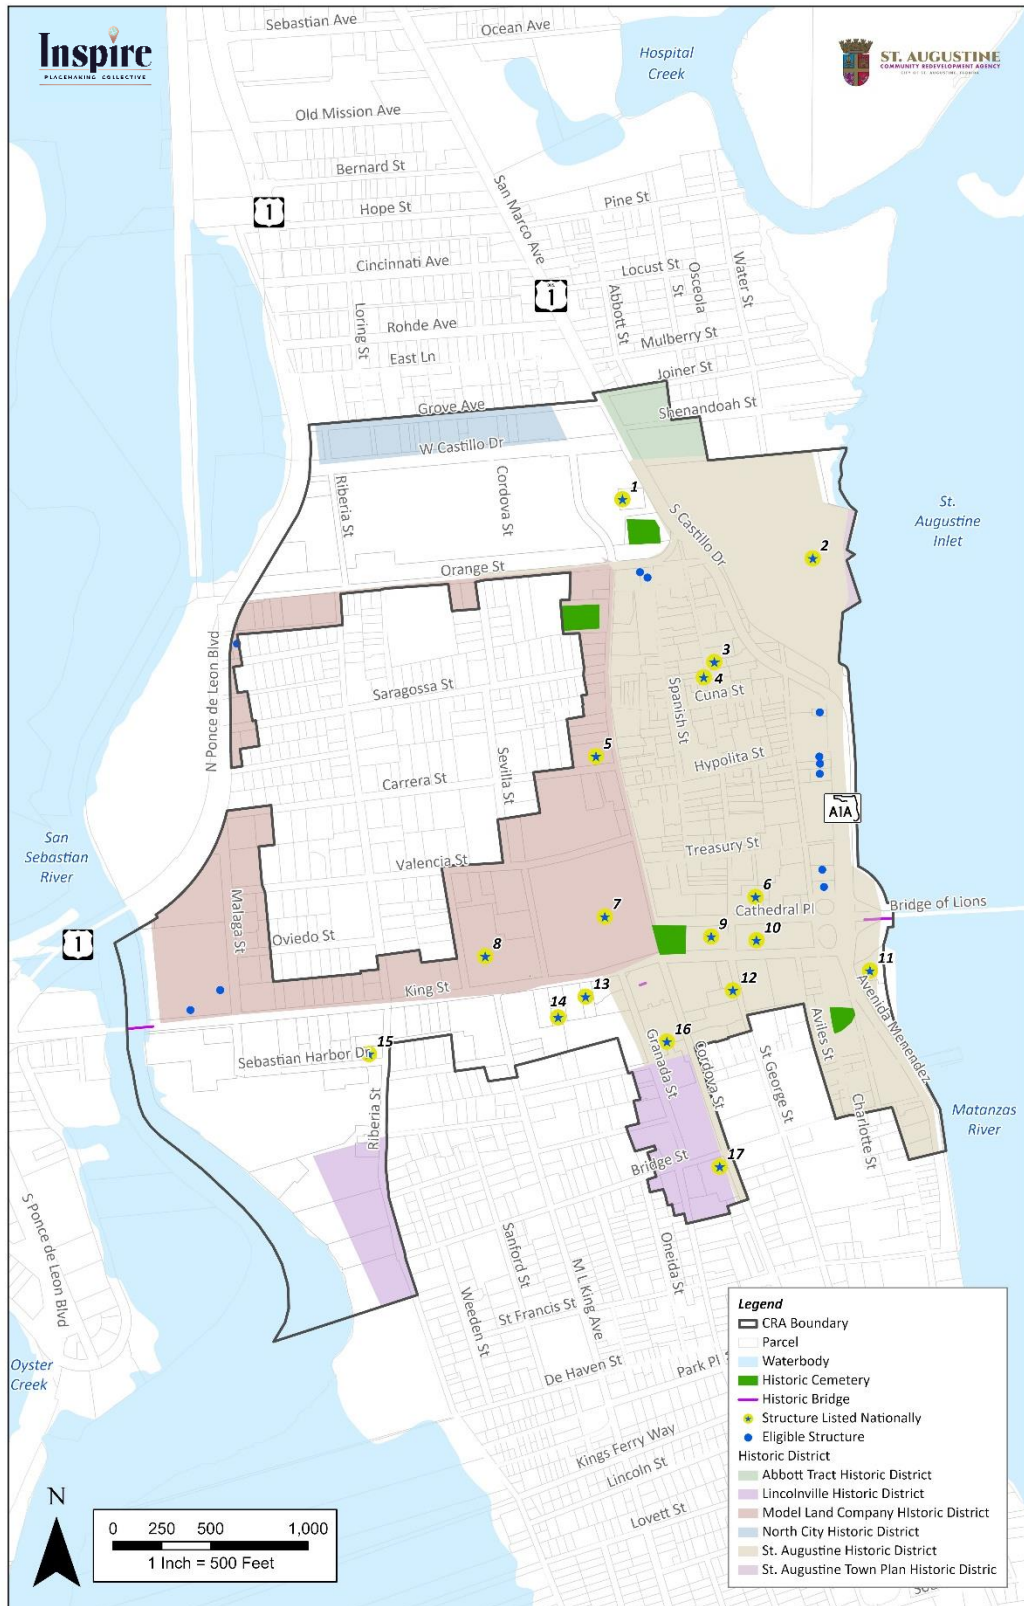 Inspire
PLACEMAKING COLLECTIVE
ST. AUGUSTINE
COMMUNITY REDEVELOPMENT AGENCY
CITY OF ST. AUGUSTINE, FLORIDA
Sebastian Ave
Ocean Ave
Hospital
Creek
Old Mission Ave
Bernard St
San Marco Ave
Pine St
1
Hope St
Cincinnati Ave
Locust St
Osceola
St
Water St
1
Loring St
Abbott St
Rohde Ave
East Ln
Mulberry St
Joiner St
Grove Ave
Shenandoah St
W Castillo Dr
Riberia St
Cordova St
1
S Castillo Dr
St.
Augustine
Inlet
2
Orange St
N Ponce de Leon Blvd
3
4
Cuna St
Saragossa St
Spanish St
5
Hypolita St
Sevilla St
Carrera St
A1A
San
Sebastian
River
Treasury St
Valencia St
Malaga St
6
Cathedral Pl
Bridge of Lions
7
9
10
1
Oviedo St
8
11
King St
12
13
14
Avenida Menendez
Aviles St
15
Sebastian Harbor Dr
16
Granada St
Cordova St
St George St
Charlotte St
Matanzas
River
Riberia St
Bridge St
17
S Ponce de Leon Blvd
Sanford St
Oneida St
M L King Ave
Weeden St
St Francis St
De Haven St
Park Pl
Oyster
Creek
Kings Ferry Way
Lincoln St
Lovett St
Legend
CRA Boundary
Parcel
Waterbody
Historic Cemetery
Historic Bridge
Structure Listed Nationally
Eligible Structure
Historic District
Abbott Tract Historic District
Lincolnville Historic District
Model Land Company HIstoric District
North City Historic District
St. Augustine Historic District
St. Augustine Town Plan Historic Distric
N
0 250 500 1,000
1 Inch = 500 Feet